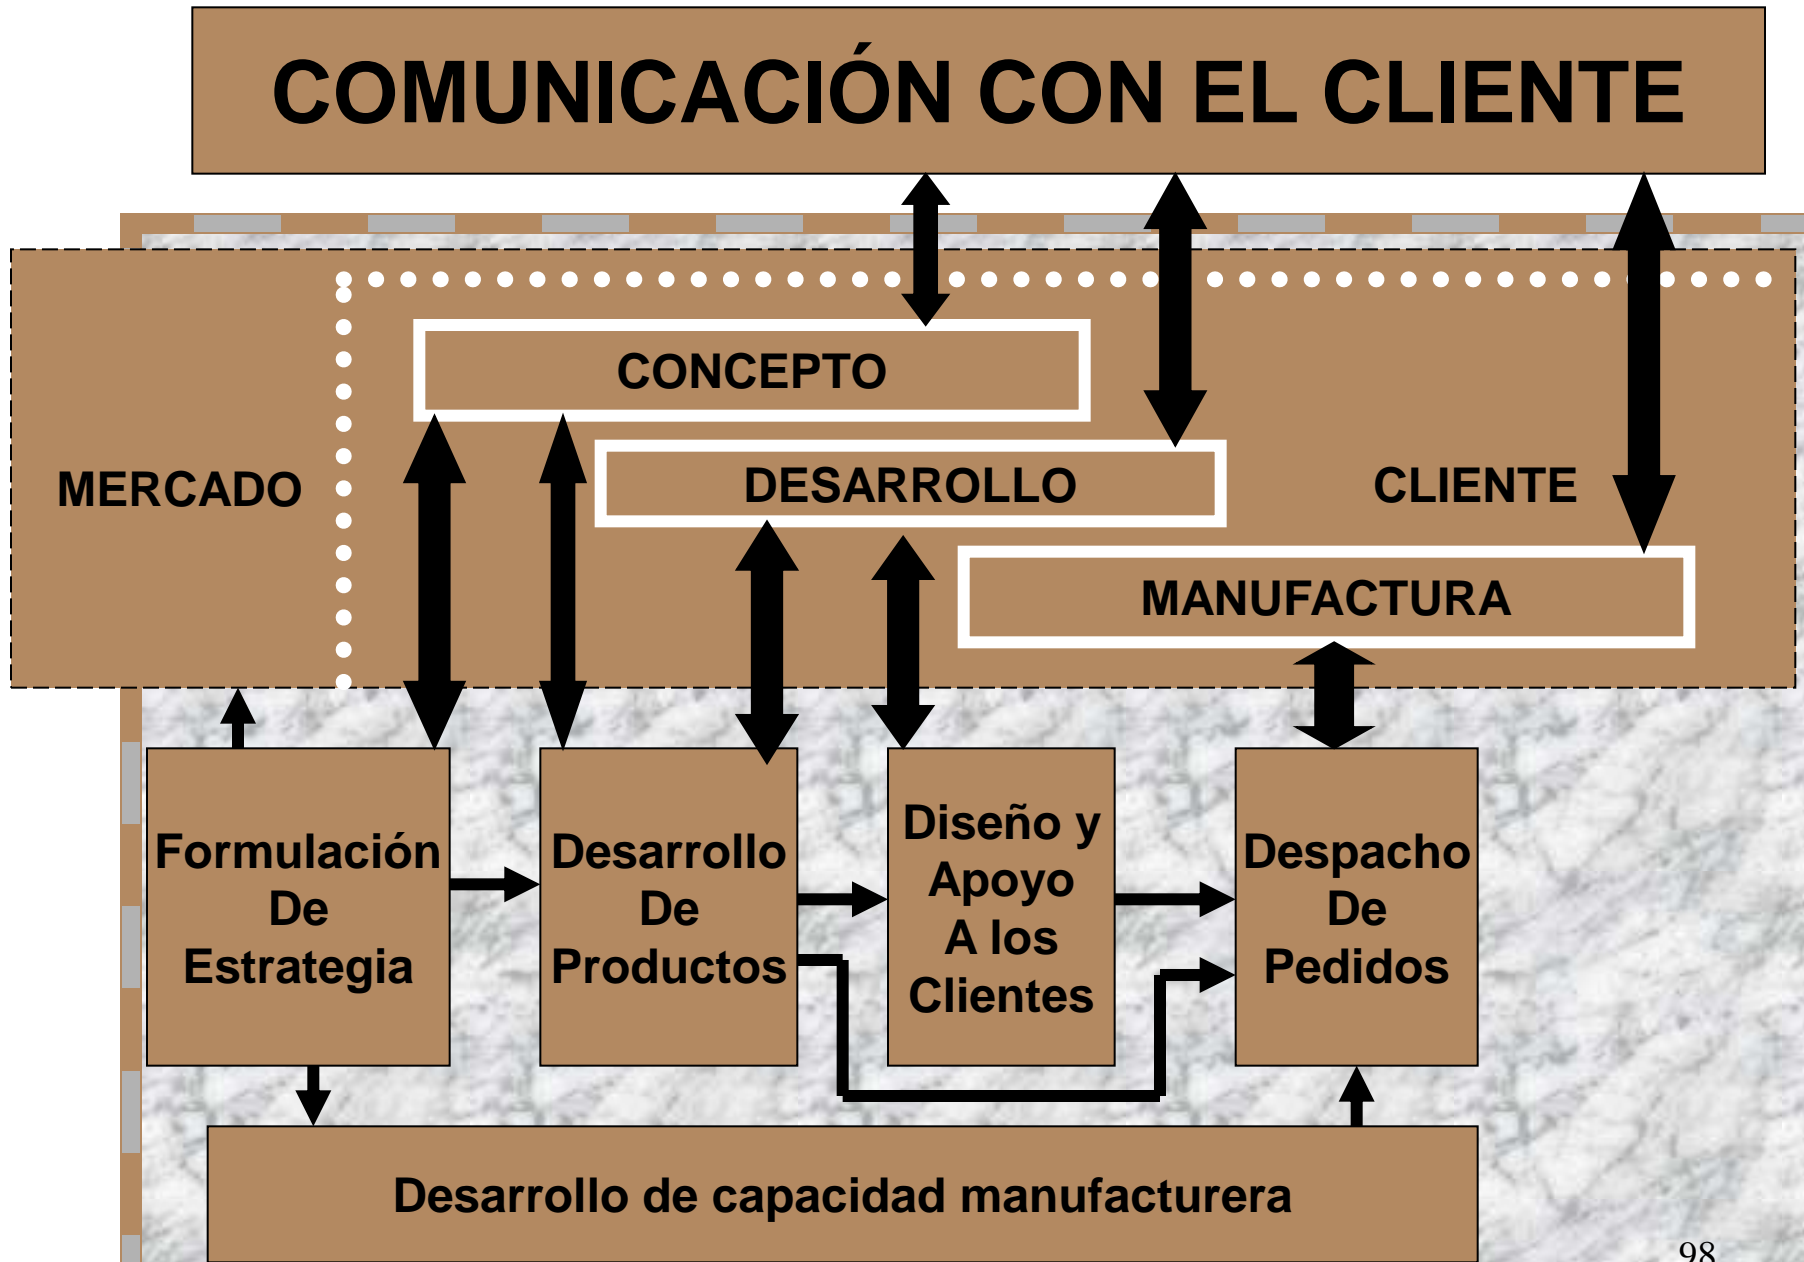 COMUNICACIÓN CON EL CLIENTE
CONCEPTO
MERCADO
DESARROLLO
CLIENTE
MANUFACTURA
Formulación
De
Estrategia
Desarrollo
De
Productos
Diseño y
Apoyo
A los
Clientes
Despacho
De
Pedidos
Desarrollo de capacidad manufacturera
98